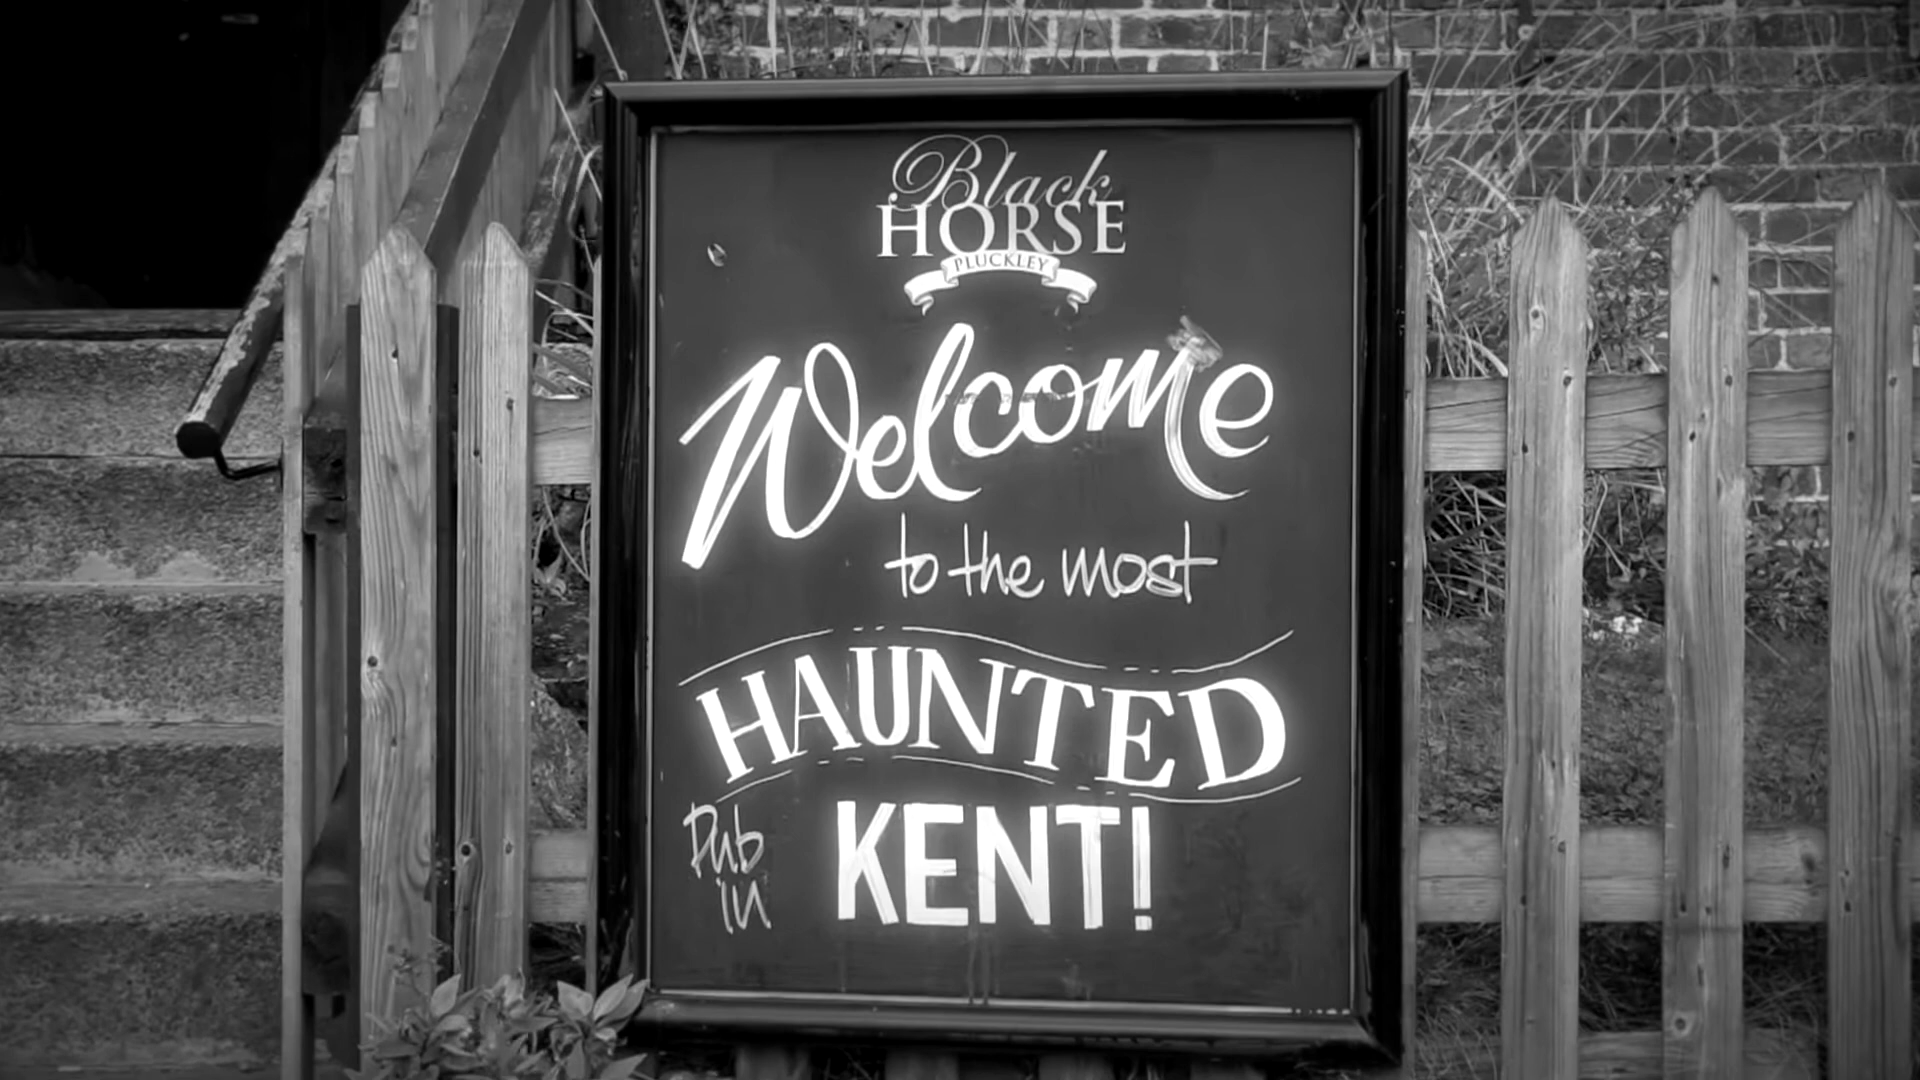 Black
HORSE
PLUCKLEY
Welcome
to the most
HAUNTED
Pub
in
KENT!